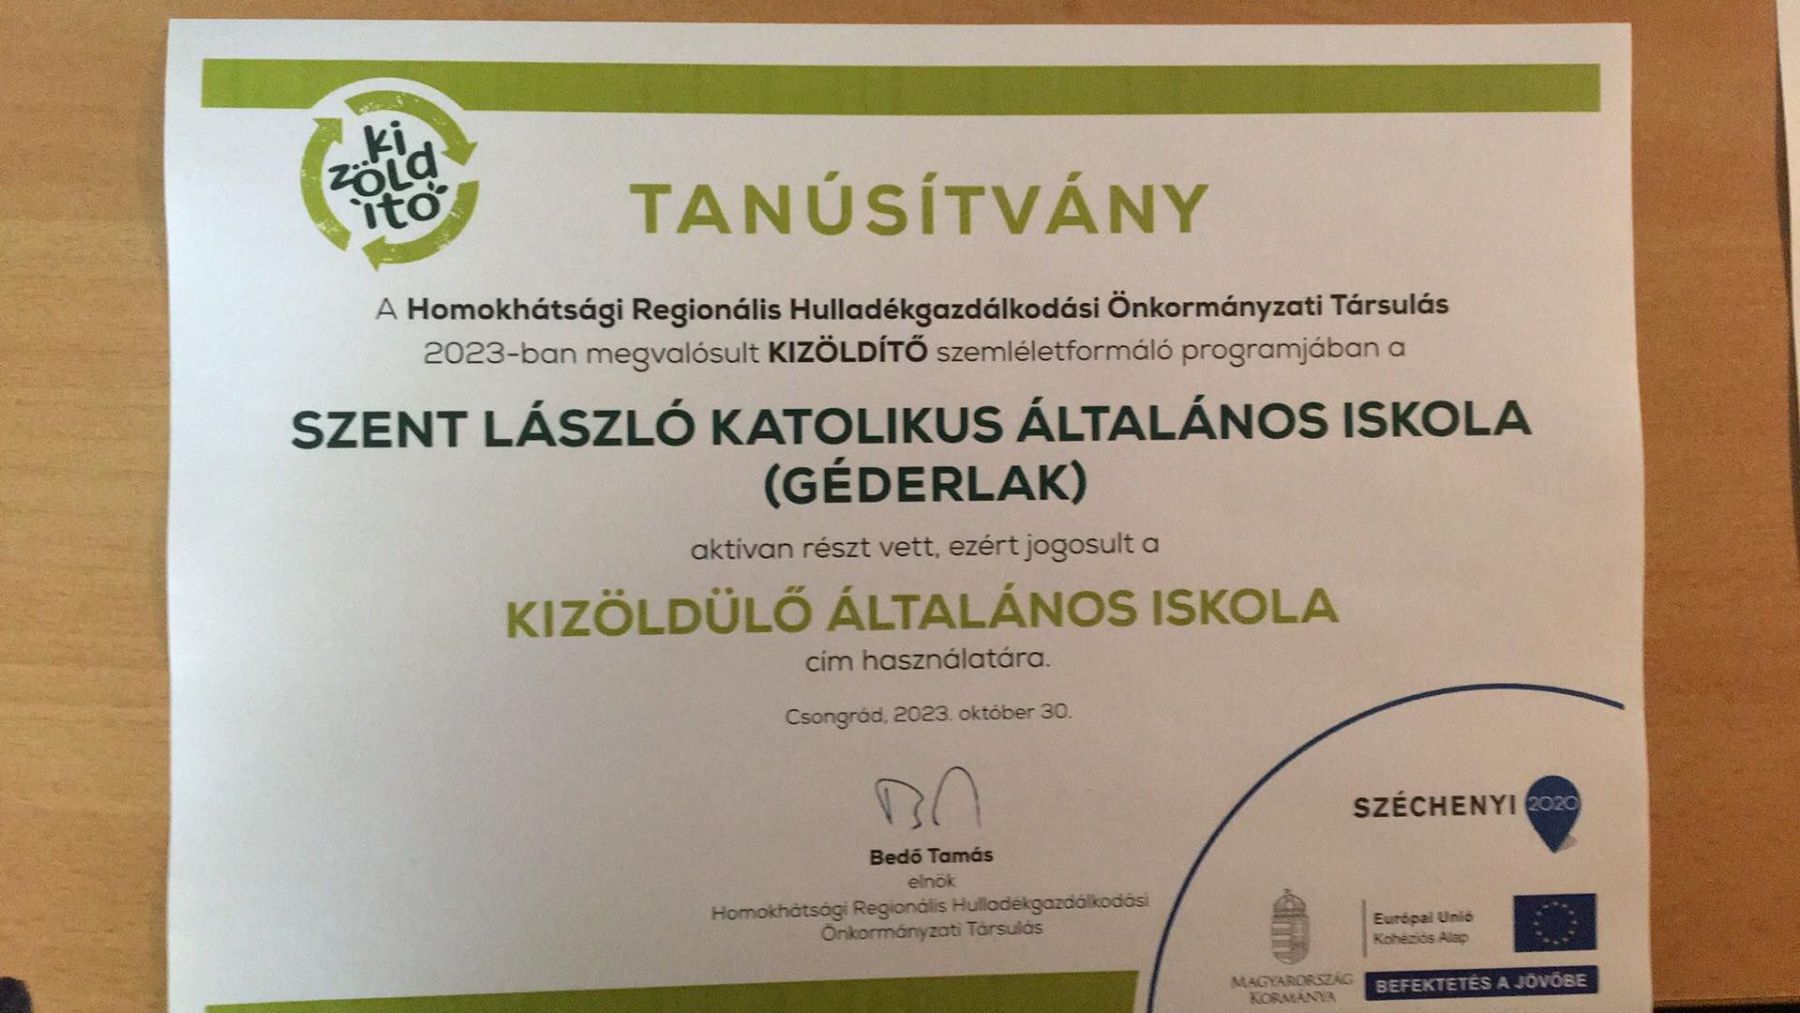 ki
zöld
ító
TANÚSÍTVÁNY
A Homokhátsági Regionális Hulladékgazdálkodási Önkormányzati Társulás
2023-ban megvalósult KIZÖLDÍTŐ szemléletformáló programjában a
SZENT LÁSZLÓ KATOLIKUS ÁLTALÁNOS ISKOLA
(GÉDERLAK)
aktívan részt vett, ezért jogosult a
KIZÖLDÜLŐ ÁLTALÁNOS ISKOLA
cím használatára.
Csongrád, 2023. október 30.
Bedő Tamás
elnök
Homokhátsági Regionális Hulladékgazdálkodási
Önkormányzati Társulás
SZÉCHENYI 2020
Európai Unió
Kohéziós Alap
MAGYARORSZÁG
KORMÁNYA
BEFEKTETÉS A JÖVŐBE